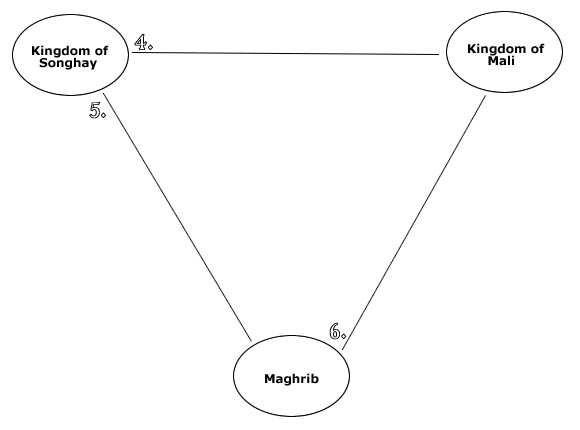 Kingdom of
Songhay
4.
Kingdom of
Mali
5.
6.
Maghrib